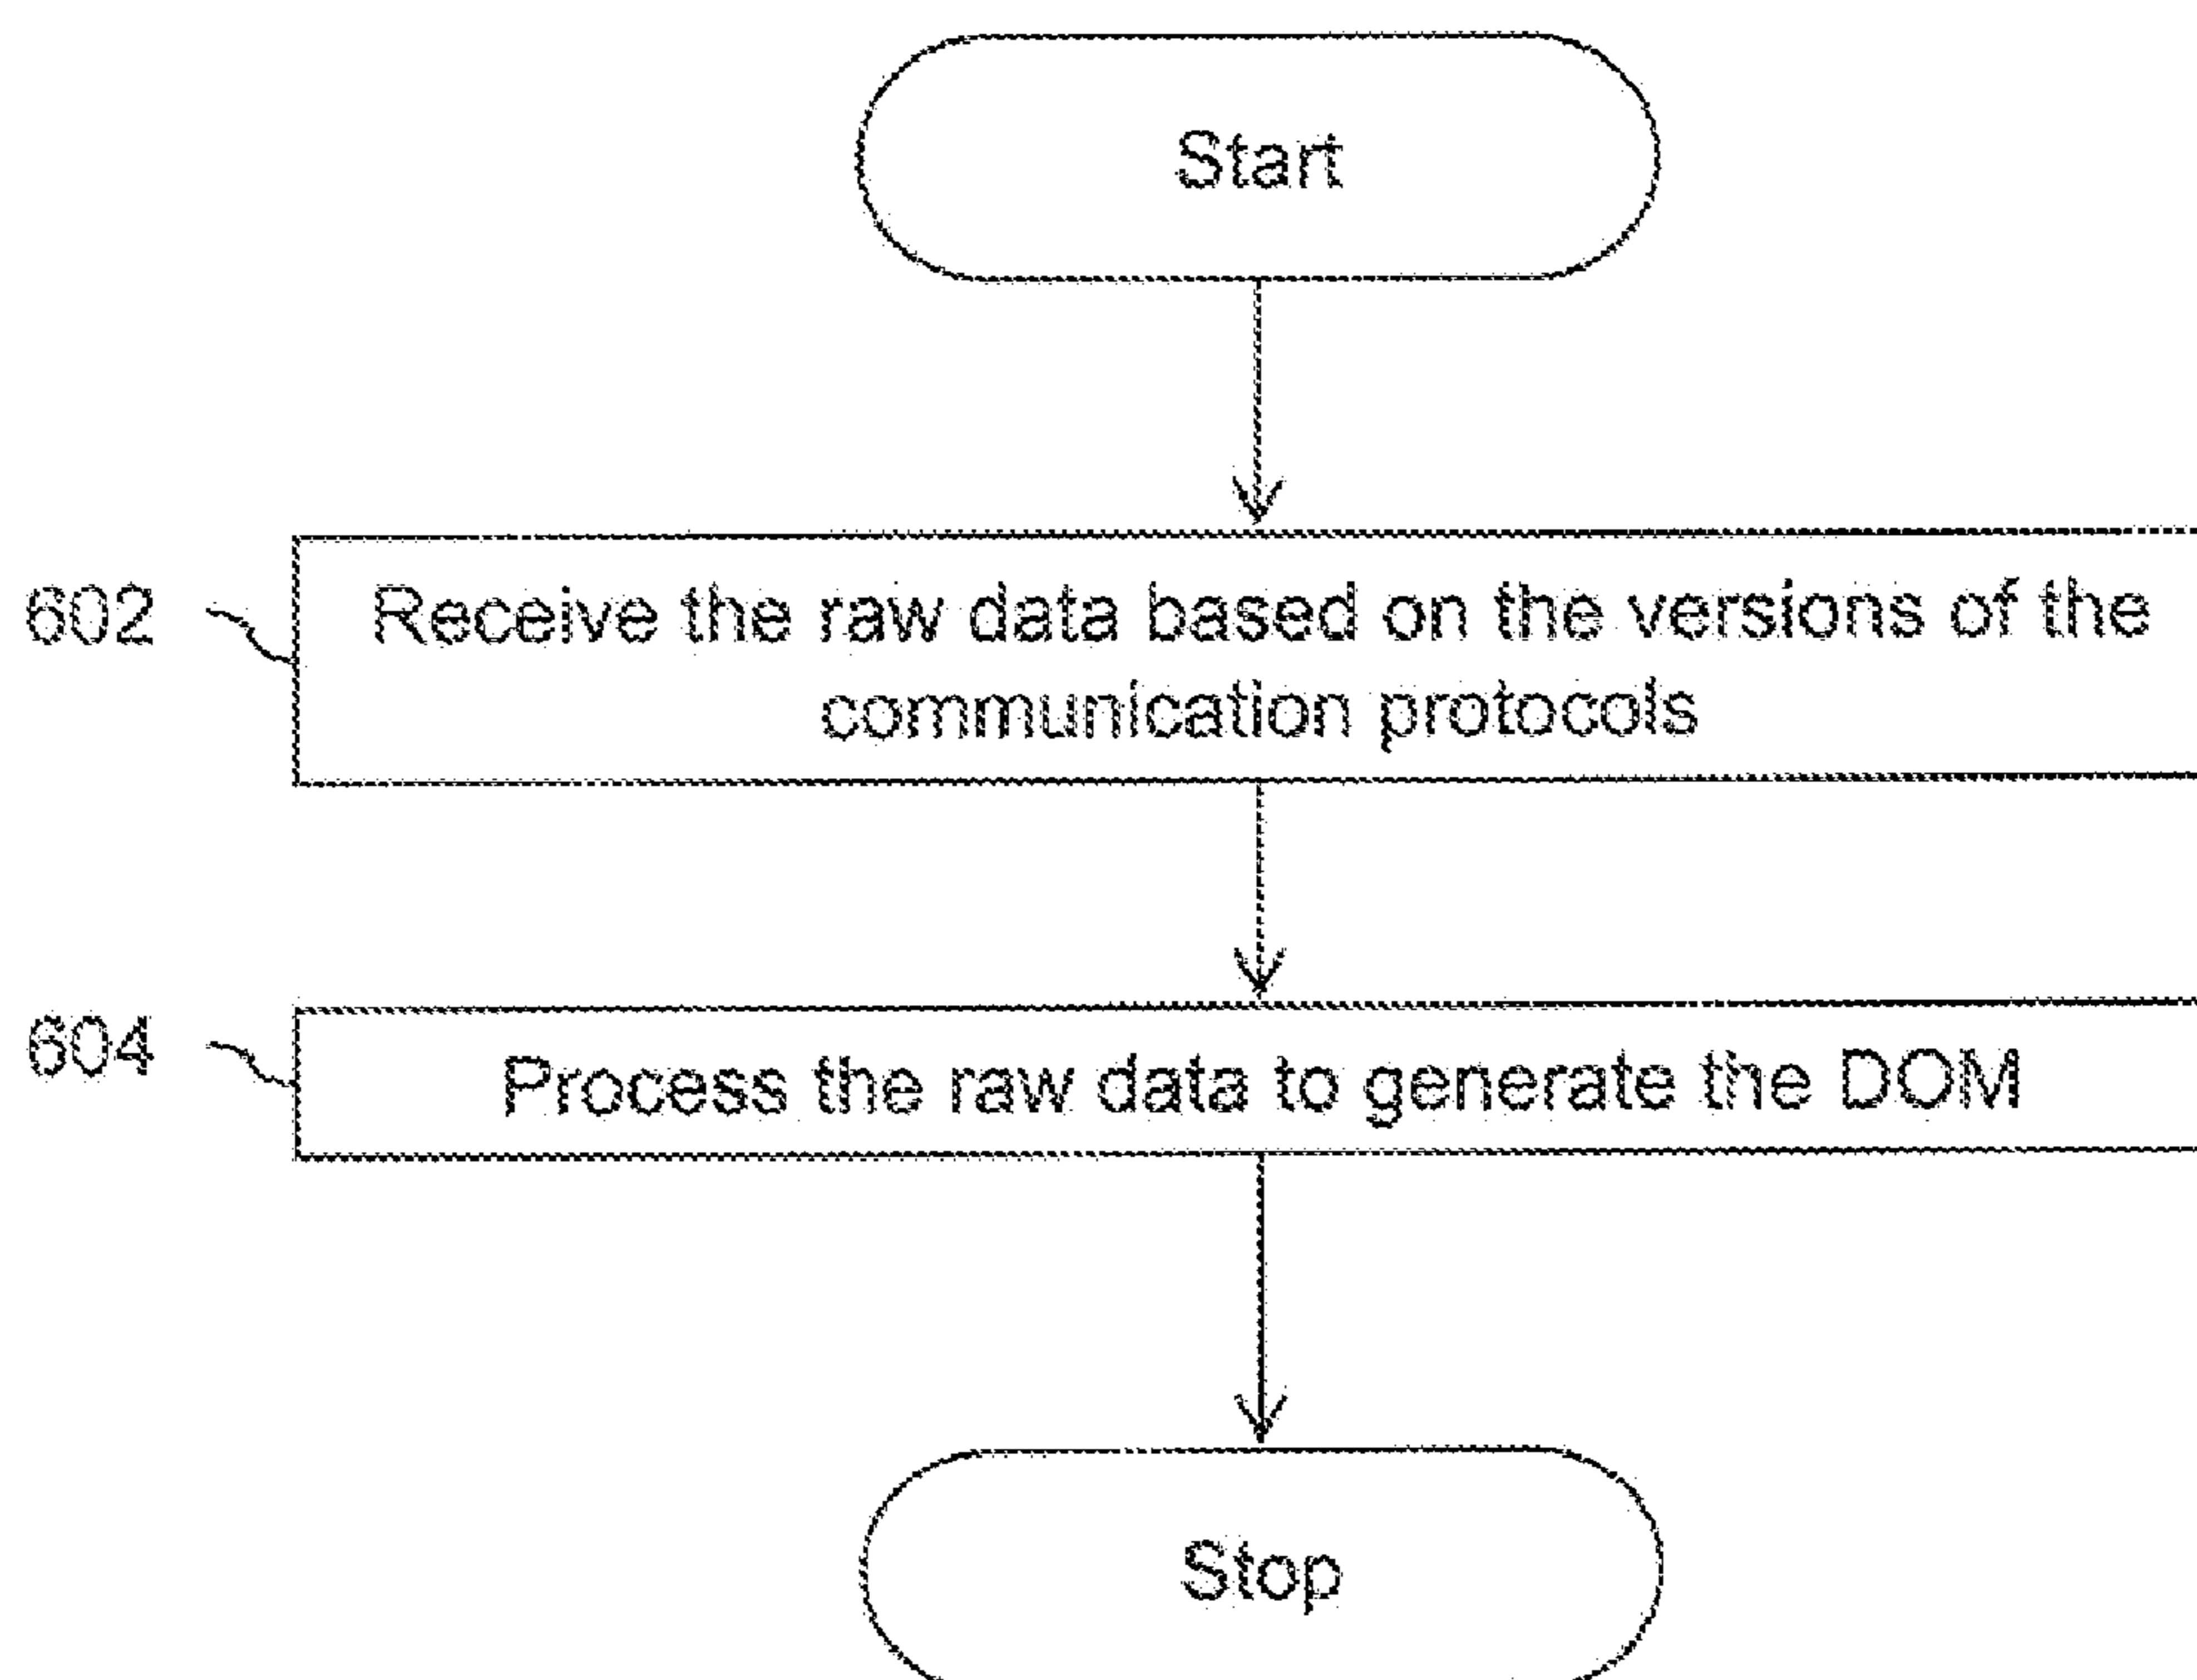 Start
602
Receive the raw data based on the versions of the
communication protocols
604
Process the raw data to generate the DOM
Stop